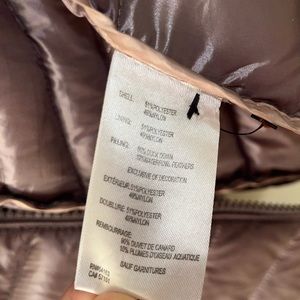 SHELL:
51%POLYESTER
49%NYLON
LINING:
51%POLYESTER
49%NYLON
FILLING:
90% DUCK DOWN
10%WATERFOWL FEATHERS
EXCLUSIVE OF DECORATION
EXTÉRIEUR:
51%POLYESTER
49%NYLON
DOUBLURE:
51%POLYESTER
49%NYLON
REMBOURRAGE:
90% DUVET DE CANARD
10% PLUMES D'OISEAU AQUATIQUE
SAUF GARNITURES